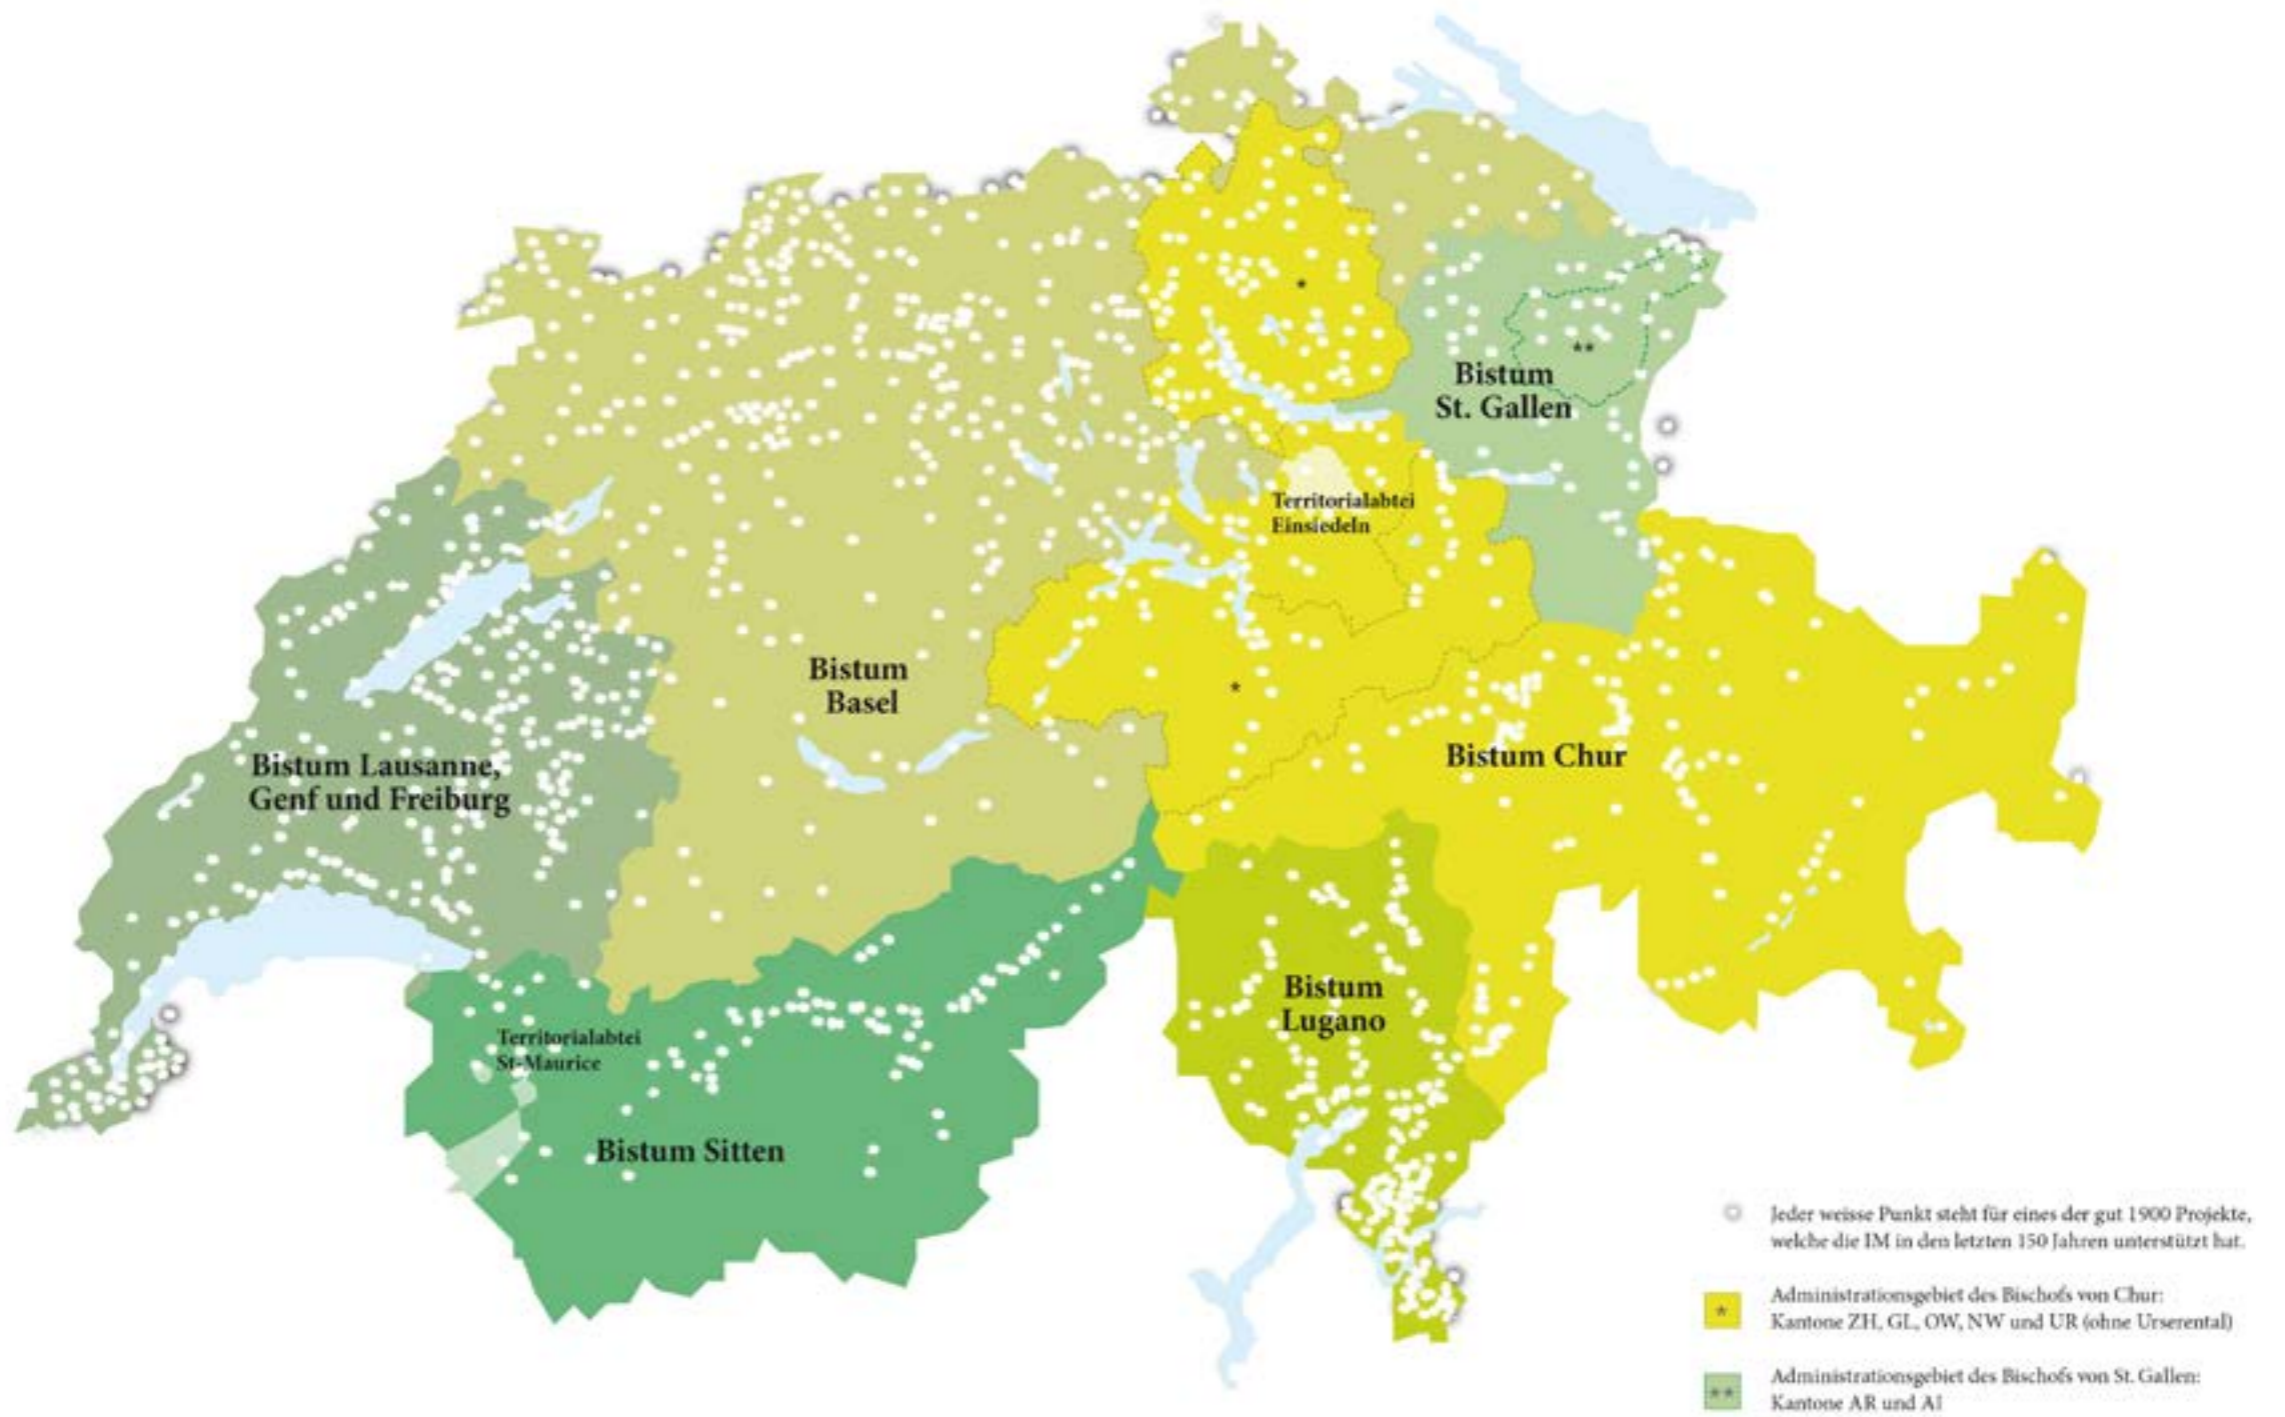 *
**
Bistum
St. Gallen
Territorialabtei
Einsiedeln
Bistum
Basel
*
Bistum Chur
Bistum Lausanne,
Genf und Freiburg
Bistum
Lugano
Territorialabtei
St-Maurice
Bistum Sitten
Jeder weisse Punkt steht für eines der gut 1900 Projekte,
welche die IM in den letzten 150 Jahren unterstützt hat.
* Administrationsgebiet des Bischofs von Chur:
Kantone ZH, GL, OW, NW und UR (ohne Urserental)
** Administrationsgebiet des Bischofs von St. Gallen:
Kantone AR und AI